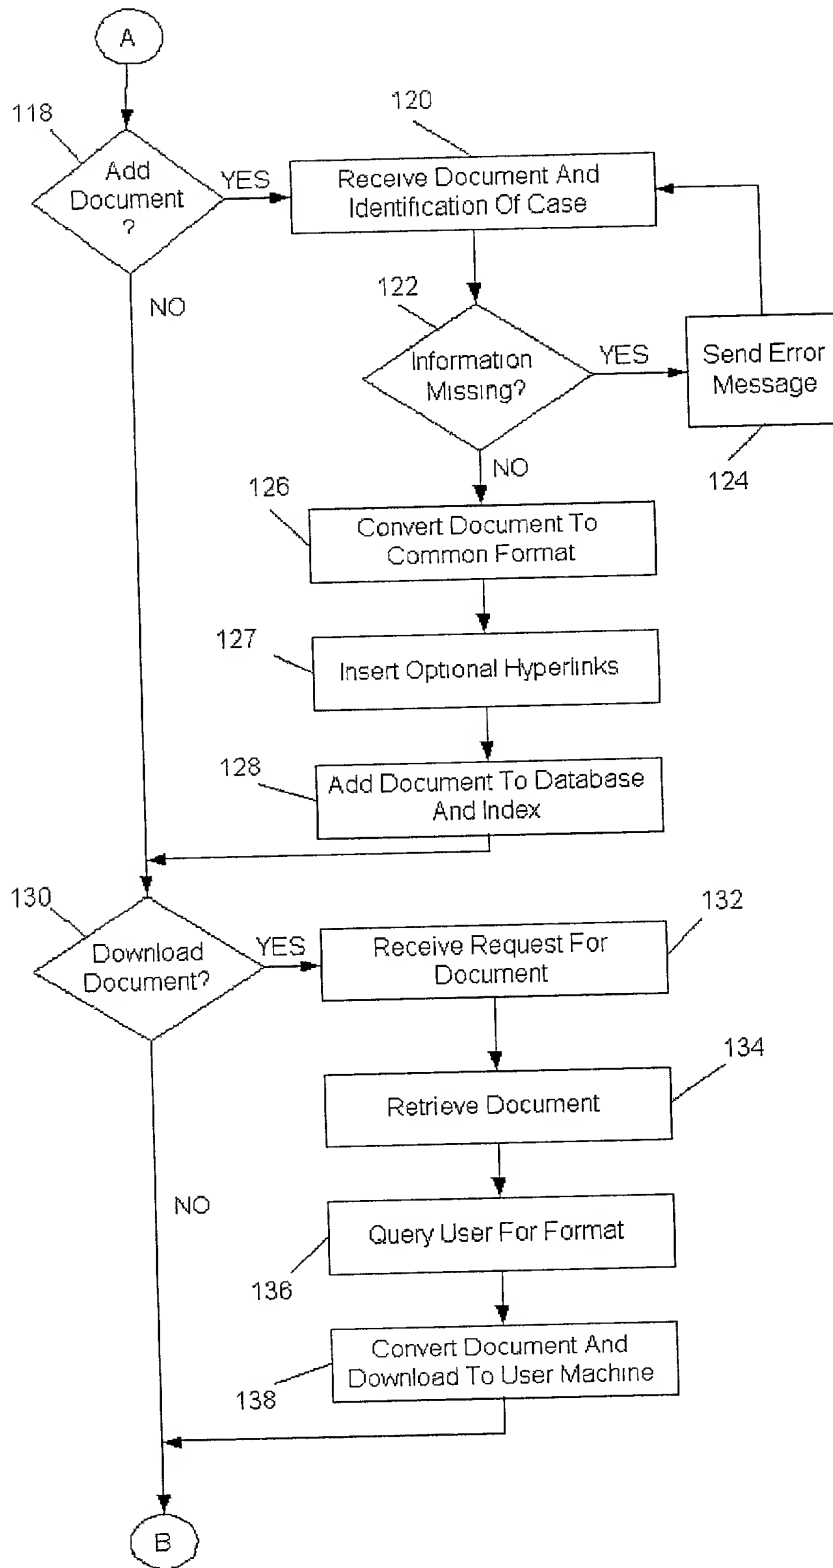 A
118
120
Add
Document
?
YES
Receive Document And
Identification Of Case
NO
122
Information
Missing?
YES
Send Error
Message
124
NO
126
Convert Document To
Common Format
127
Insert Optional Hyperlinks
128
Add Document To Database
And Index
130
Download
Document?
YES
132
Receive Request For
Document
134
Retrieve Document
NO
Query User For Format
136
Convert Document And
Download To User Machine
138
B